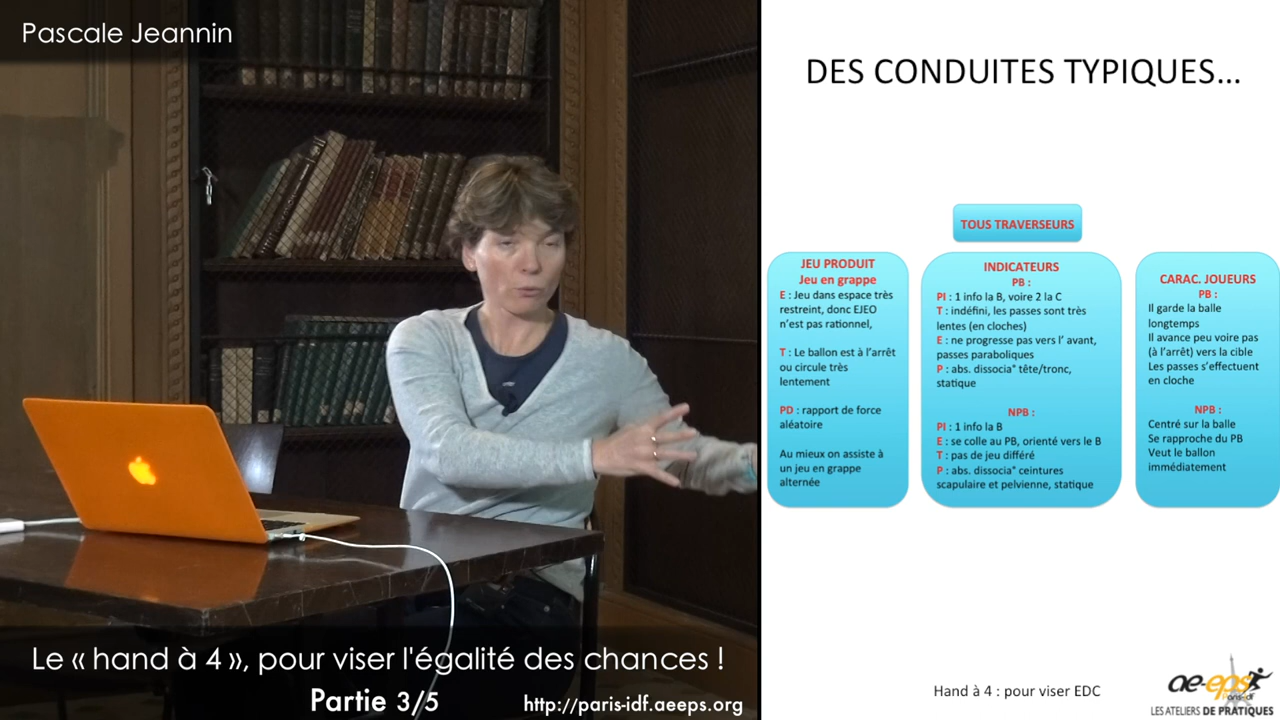 Pascale Jeannin
Le « hand à 4 », pour viser l'égalité des chances !
Partie 3/5
http://paris-idf.aeeps.org
DES CONDUITES TYPIQUES...
TOUS TRAVERSEURS
JEU PRODUIT
Jeu en grappe
E : Jeu dans espace très
restreint, donc EJEO
n'est pas rationnel,
T : Le ballon est à l'arrêt
ou circule très
lentement
PD : rapport de force
aléatoire
Au mieux on assiste à
un jeu en grappe
alternée
INDICATEURS
PB :
PI : 1 info la B, voire 2 la C
T : indéfini, les passes sont très
lentes (en cloches)
E : ne progresse pas vers l' avant,
passes paraboliques
P : abs. dissocia° tête/tronc,
statique
NPB :
PI : 1 info la B
E : se colle au PB, orienté vers le B
T : pas de jeu différé
P : abs. dissocia° ceintures
scapulaire et pelvienne, statique
CARAC. JOUEURS
PB :
Il garde la balle
longtemps
Il avance peu voire pas
(à l'arrêt) vers la cible
Les passes s'effectuent
en cloche
NPB :
Centré sur la balle
Se rapproche du PB
Veut le ballon
immédiatement
Hand à 4 : pour viser EDC
ae-eps
Paris-idf
LES ATELIERS DE PRATIQUES